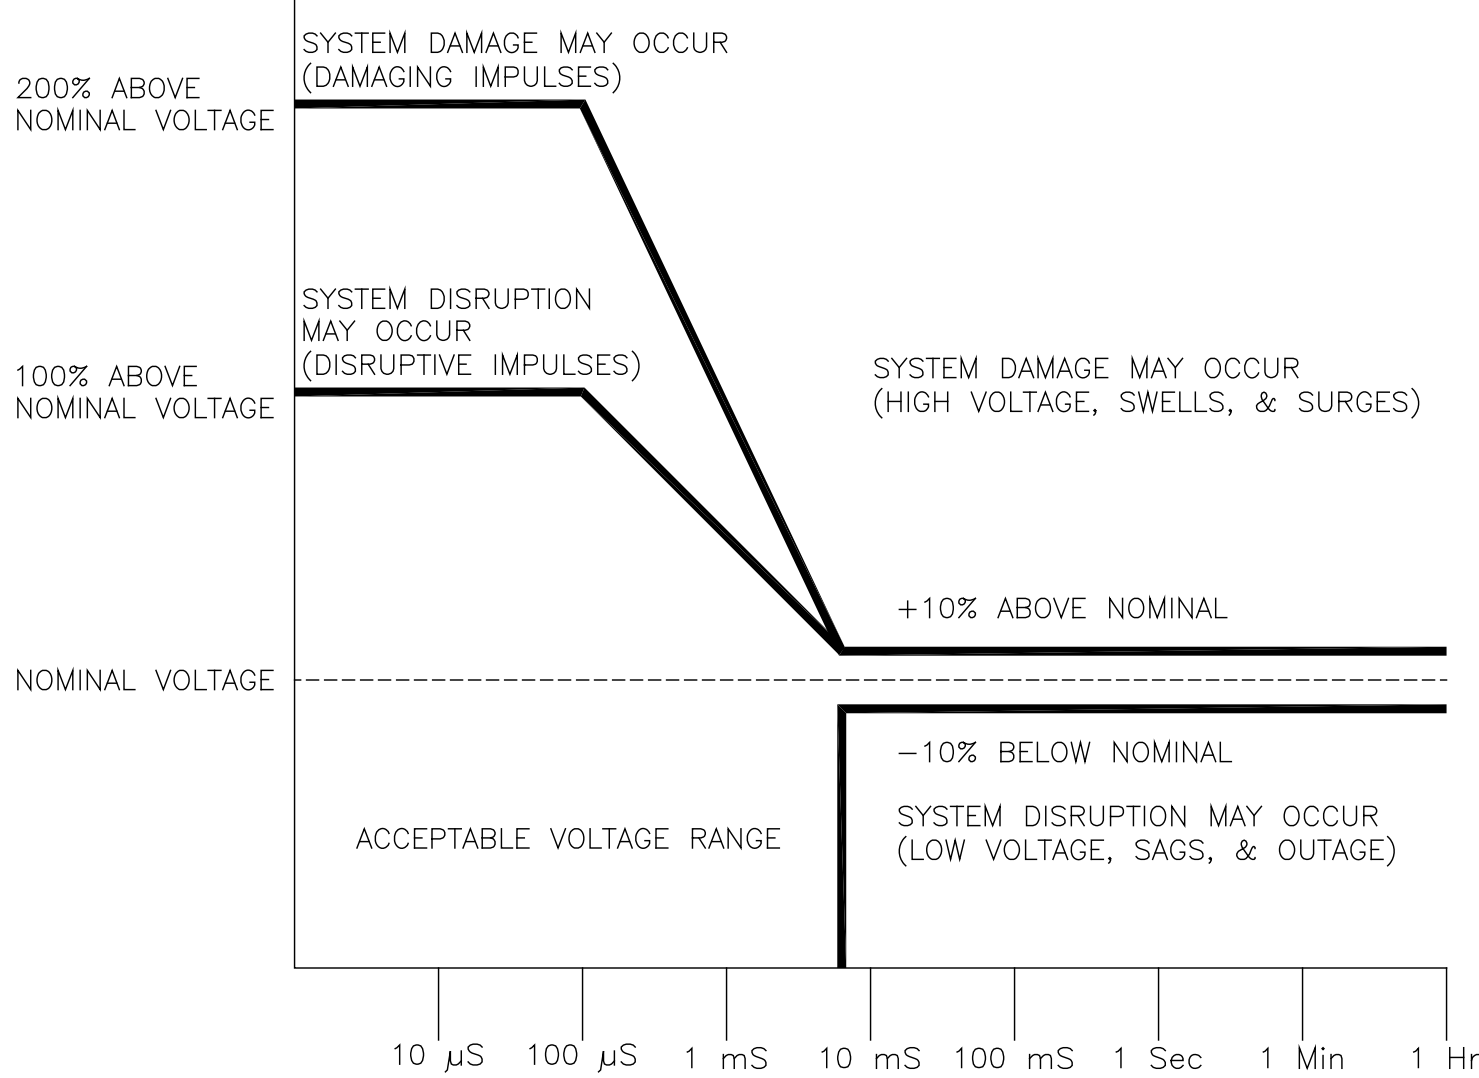 SYSTEM DAMAGE MAY OCCUR
(DAMAGING IMPULSES)
200% ABOVE
NOMINAL VOLTAGE
SYSTEM DISRUPTION
MAY OCCUR
(DISRUPTIVE IMPULSES)
100% ABOVE
NOMINAL VOLTAGE
SYSTEM DAMAGE MAY OCCUR
(HIGH VOLTAGE, SWELLS, & SURGES)
+10% ABOVE NOMINAL
NOMINAL VOLTAGE
−10% BELOW NOMINAL
SYSTEM DISRUPTION MAY OCCUR
(LOW VOLTAGE, SAGS, & OUTAGE)
ACCEPTABLE VOLTAGE RANGE
10 µS 100 µS 1 mS 10 mS 100 mS 1 Sec 1 Min 1 Hr